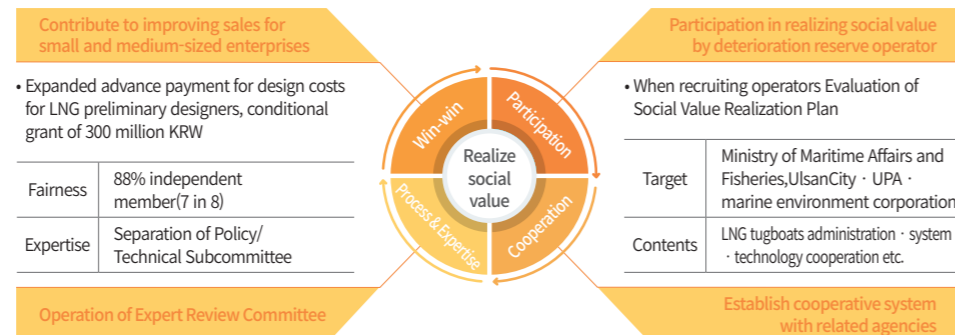 Contribute to improving sales for
small and medium-sized enterprises
• Expanded advance payment for design costs
for LNG preliminary designers, conditional
grant of 300 million KRW
Fairness
88% independent
member(7 in 8)
Expertise
Separation of Policy/
Technical Subcommittee
Operation of Expert Review Committee
Win-win
Participation
Realize
social
value
Process & Expertise
Cooperation
Participation in realizing social value
by deterioration reserve operator
• When recruiting operators Evaluation of
Social Value Realization Plan
Target
Ministry of Maritime Affairs and
Fisheries,UlsanCity · UPA ·
marine environment corporation
Contents
LNG tugboats administration · system
· technology cooperation etc.
Establish cooperative system
with related agencies